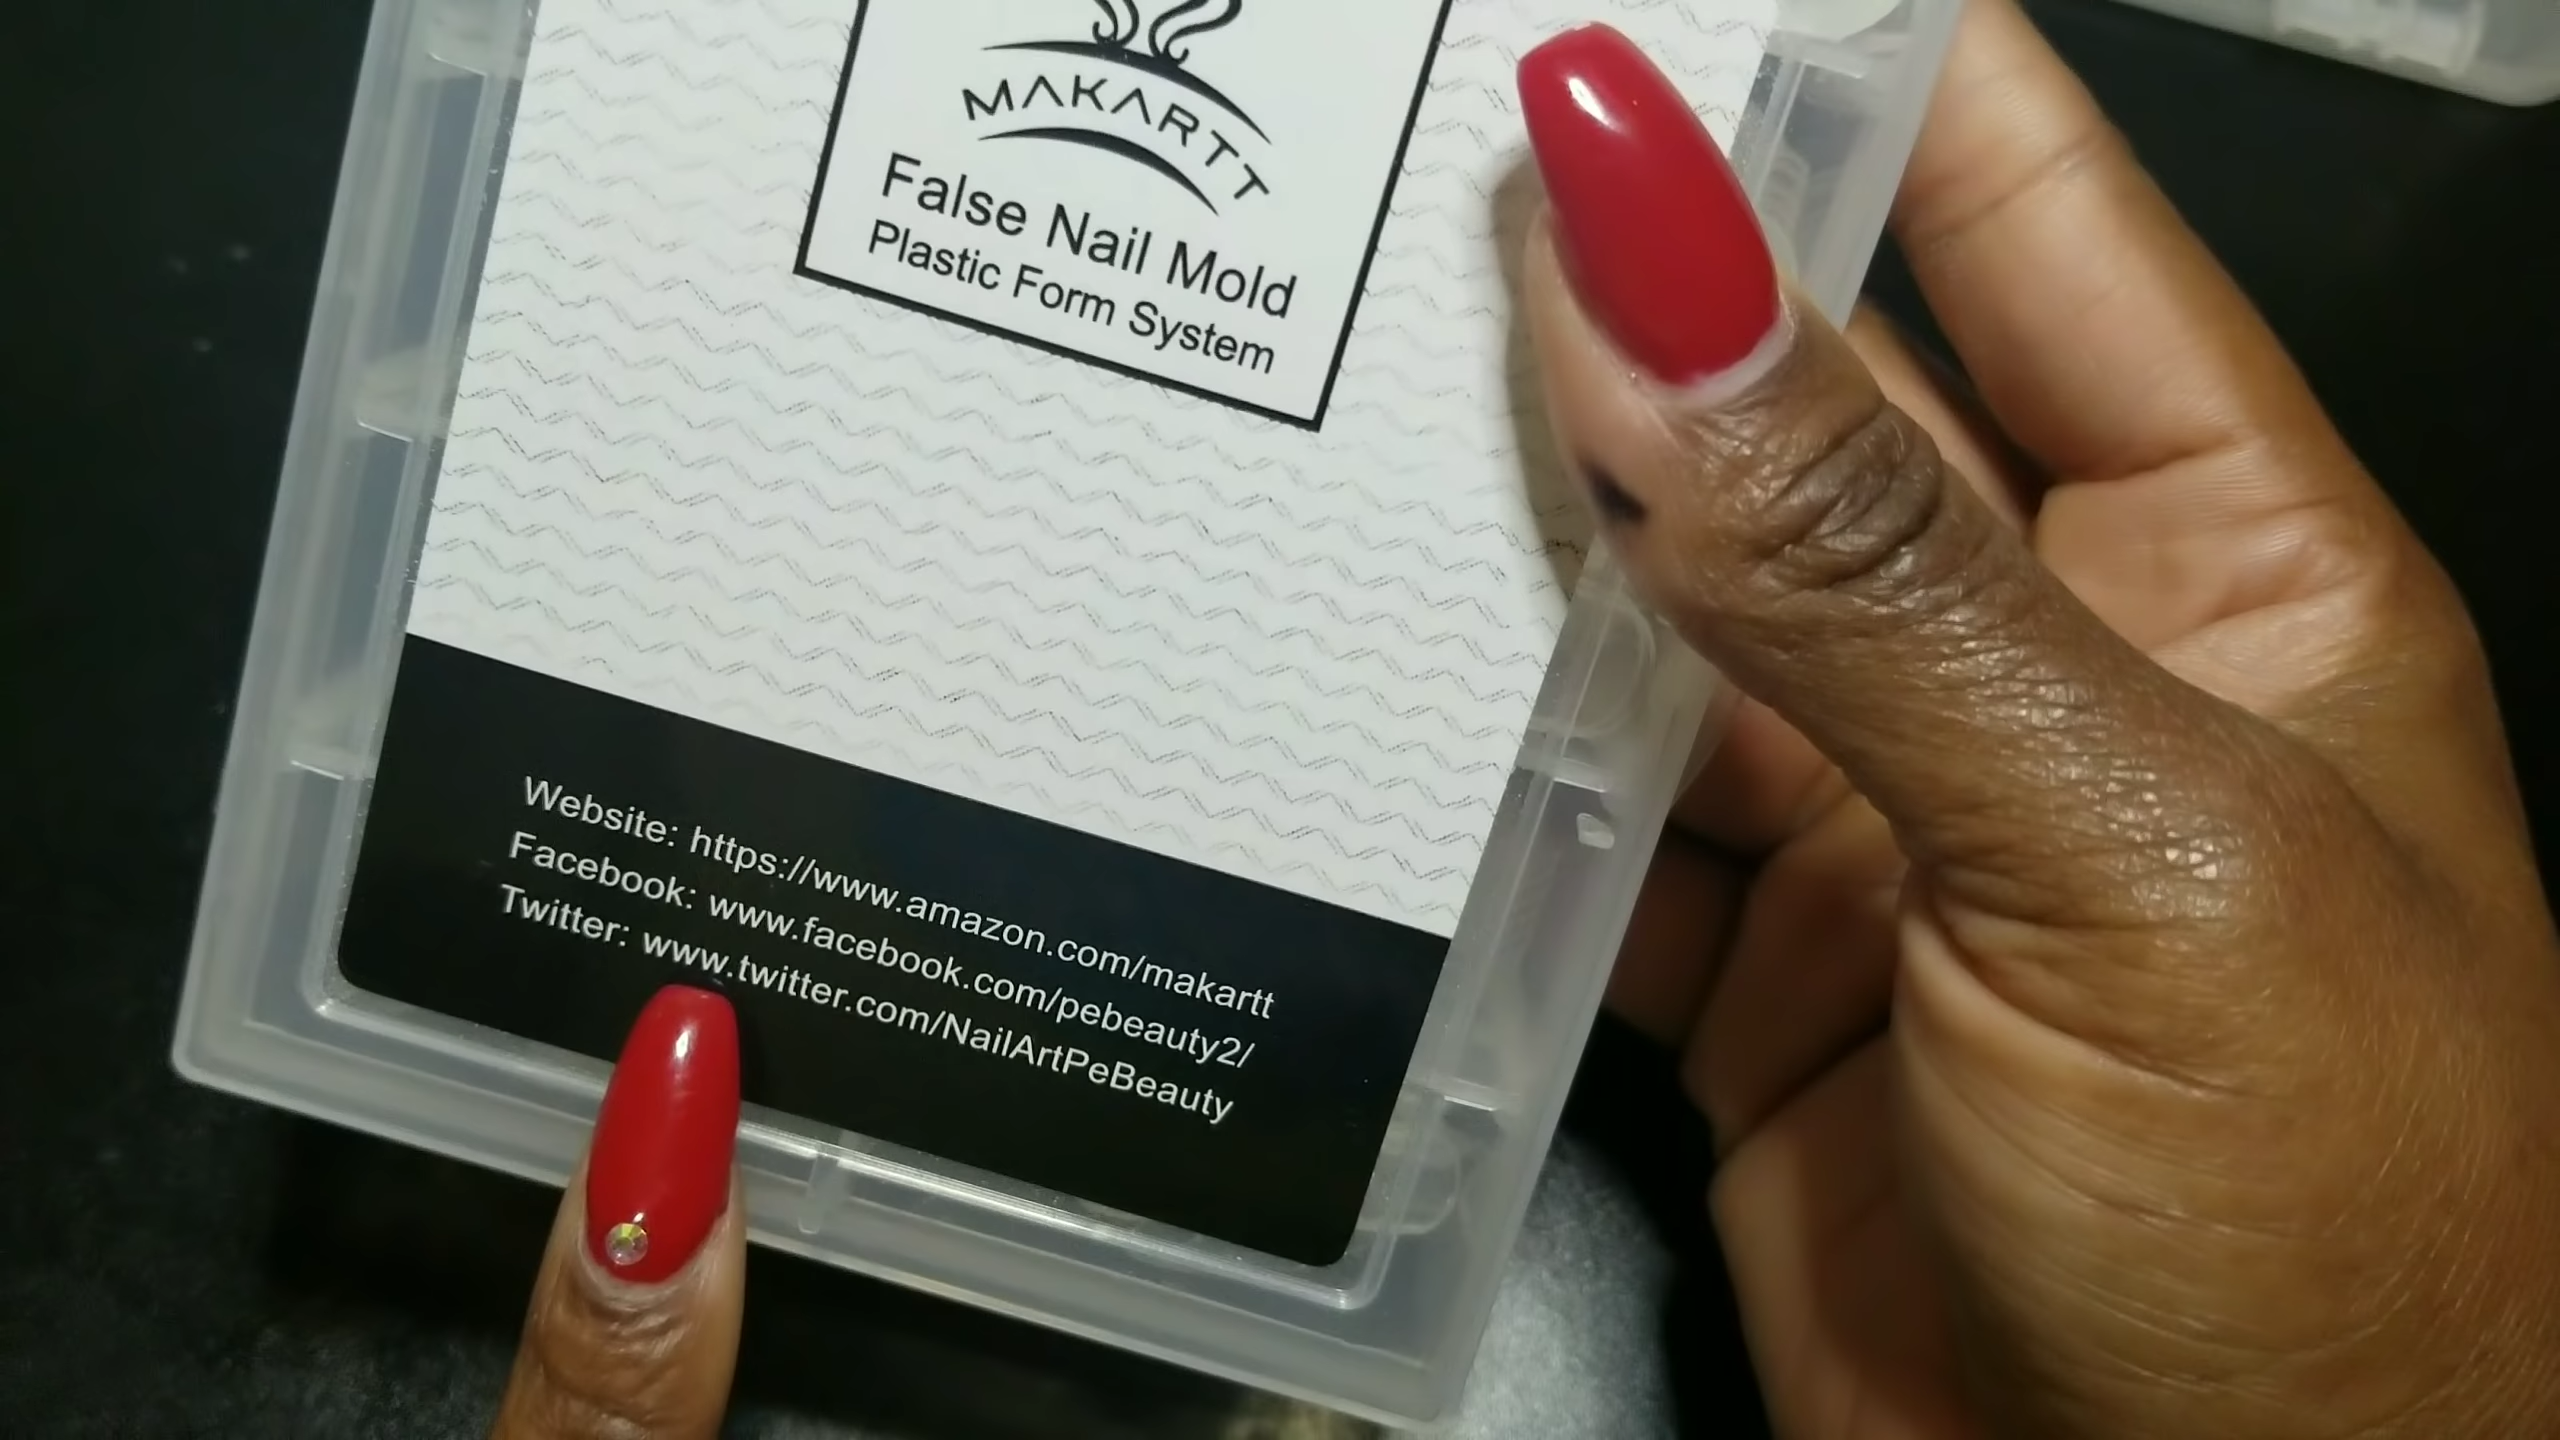 MAKARTT
False Nail Mold
Plastic Form System
Website: https://www.amazon.com/makartt
Facebook: www.facebook.com/pebeauty2/
Twitter: www.twitter.com/NailArtPeBeauty